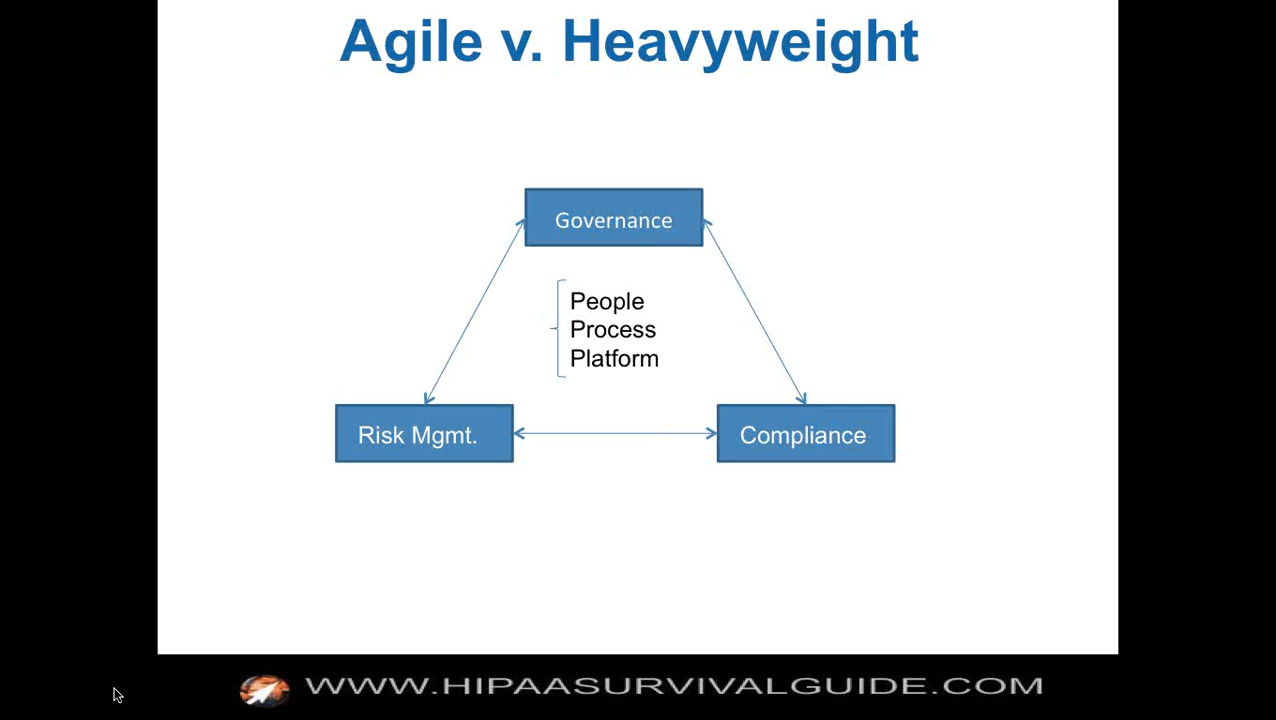 Agile v. Heavyweight
Governance
People
Process
Platform
Risk Mgmt.
Compliance
WWW.HIPAASURVIVALGUIDE.COM